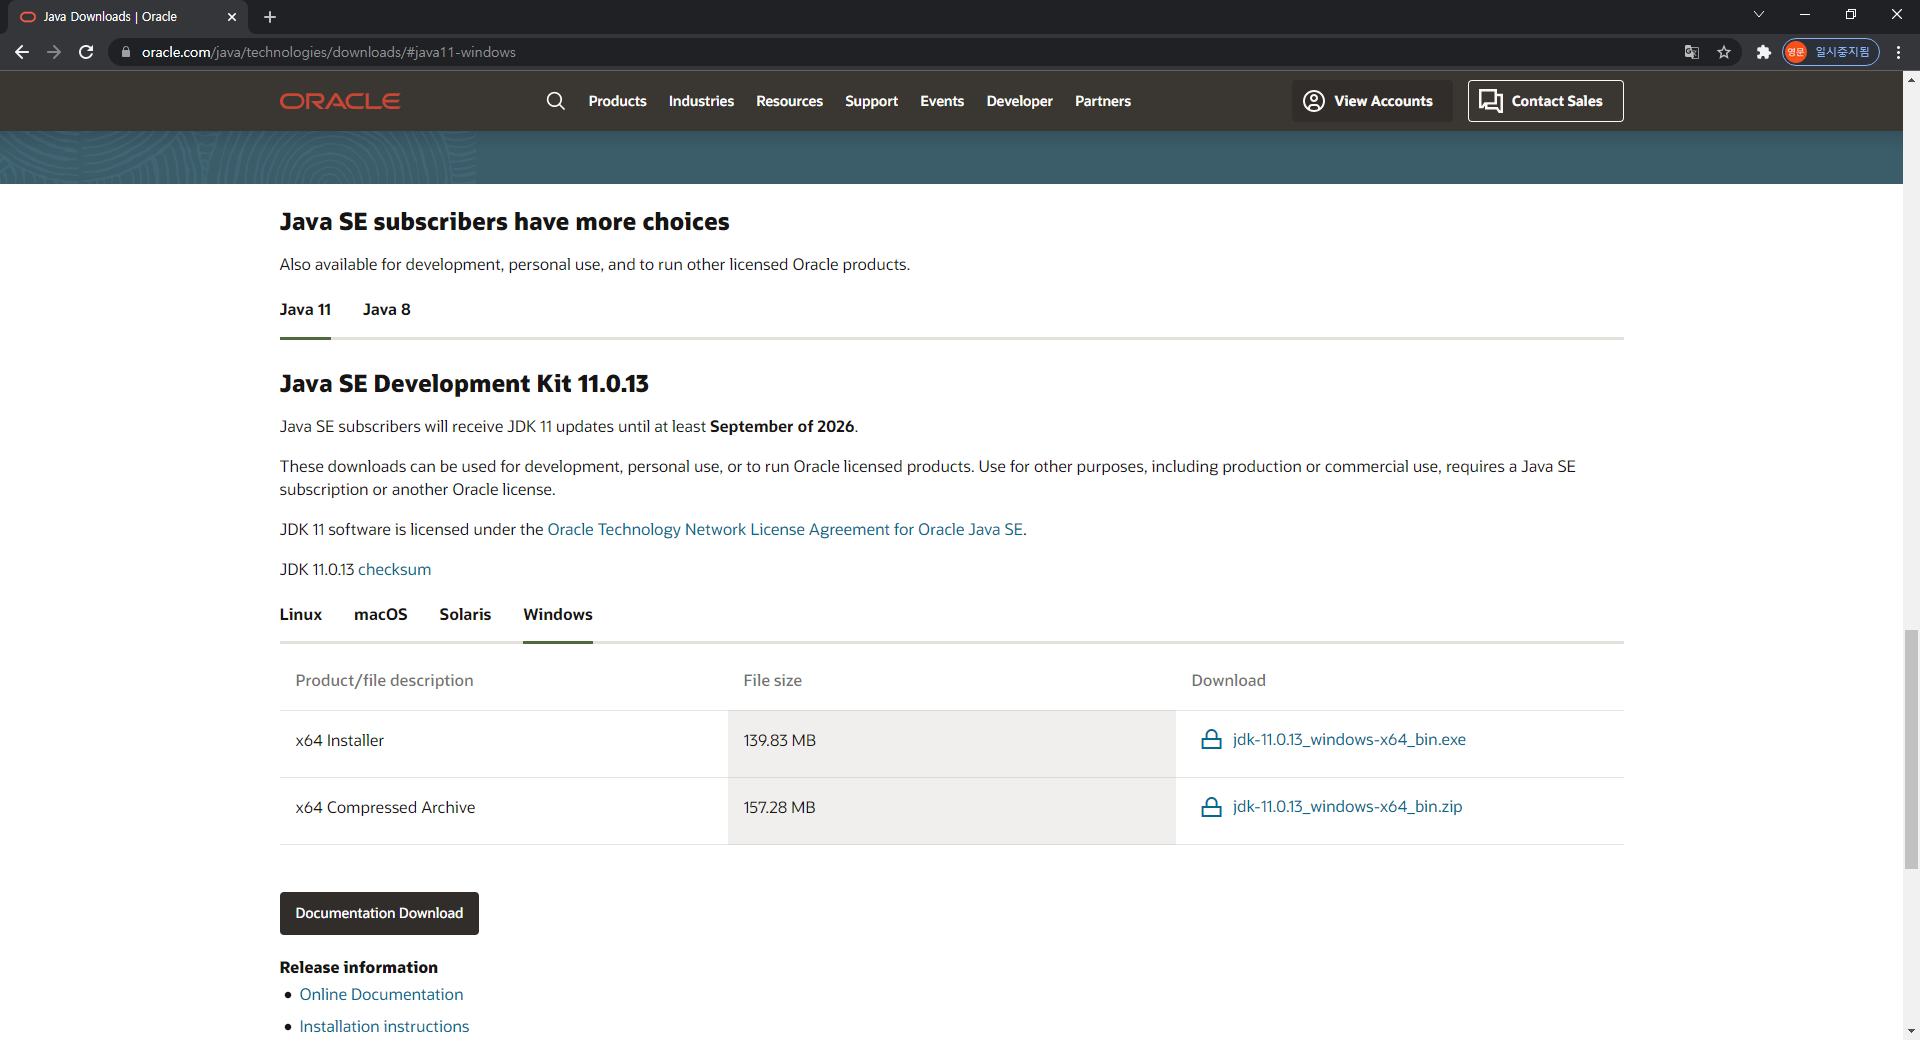 Java Downloads | Oracle
oracle.com/java/technologies/downloads/#java11-windows
영문 일시중지됨
ORACLE
Products Industries Resources Support Events Developer Partners
View Accounts
Contact Sales
Java SE subscribers have more choices
Also available for development, personal use, and to run other licensed Oracle products.
Java 11 Java 8
Java SE Development Kit 11.0.13
Java SE subscribers will receive JDK 11 updates until at least September of 2026.
These downloads can be used for development, personal use, or to run Oracle licensed products. Use for other purposes, including production or commercial use, requires a Java SE
subscription or another Oracle license.
JDK 11 software is licensed under the Oracle Technology Network License Agreement for Oracle Java SE.
JDK 11.0.13 checksum
Linux macOS Solaris Windows
Product/file description File size Download
x64 Installer 139.83 MB jdk-11.0.13_windows-x64_bin.exe
x64 Compressed Archive 157.28 MB jdk-11.0.13_windows-x64_bin.zip
Documentation Download
Release information
• Online Documentation
• Installation instructions